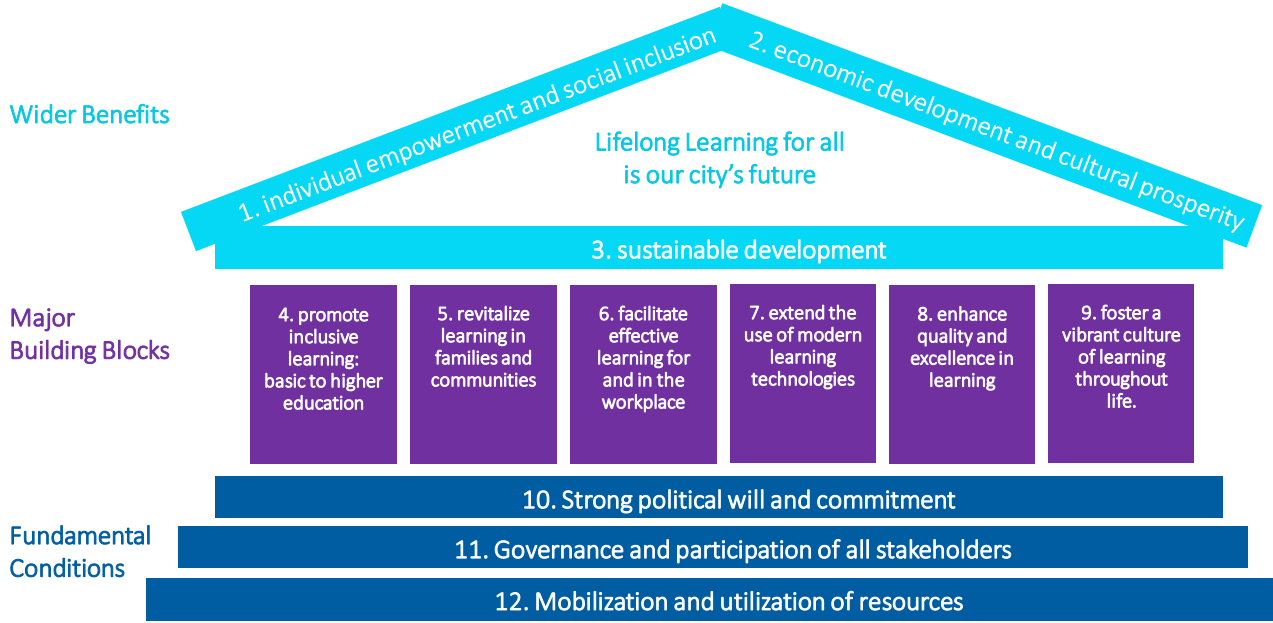 Wider Benefits
1. individual empowerment and social inclusion
2. economic development and cultural prosperity
Lifelong Learning for all
is our city’s future
3. sustainable development
Major
Building Blocks
4. promote
inclusive
learning:
basic to higher
education
5. revitalize
learning in
families and
communities
6. facilitate
effective
learning for
and in the
workplace
7. extend the
use of modern
learning
technologies
8. enhance
quality and
excellence in
learning
9. foster a
vibrant culture
of learning
throughout
life.
Fundamental
Conditions
10. Strong political will and commitment
11. Governance and participation of all stakeholders
12. Mobilization and utilization of resources